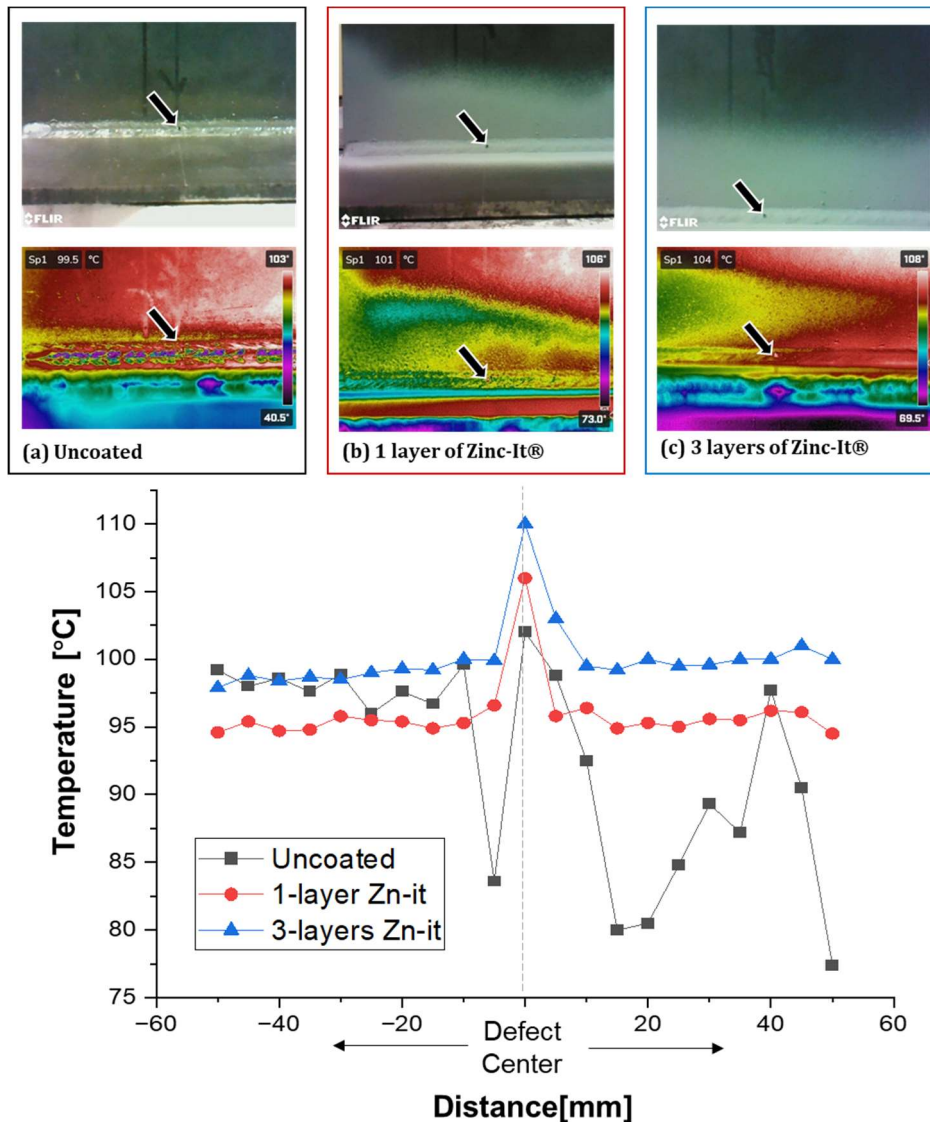 FLIR
FLIR
FLIR
Sp1 99.5 °C 103°
40.5°
Sp1 101 °C 106°
73.0°
Sp1 104 °C 108°
69.5°
(a) Uncoated
(b) 1 layer of Zinc-It®
(c) 3 layers of Zinc-It®
Temperature [°C]
110
105
100
95
90
85
80
75
Uncoated
1-layer Zn-it
3-layers Zn-it
−60 −40 −20 20 40 60
Defect
Center
Distance[mm]